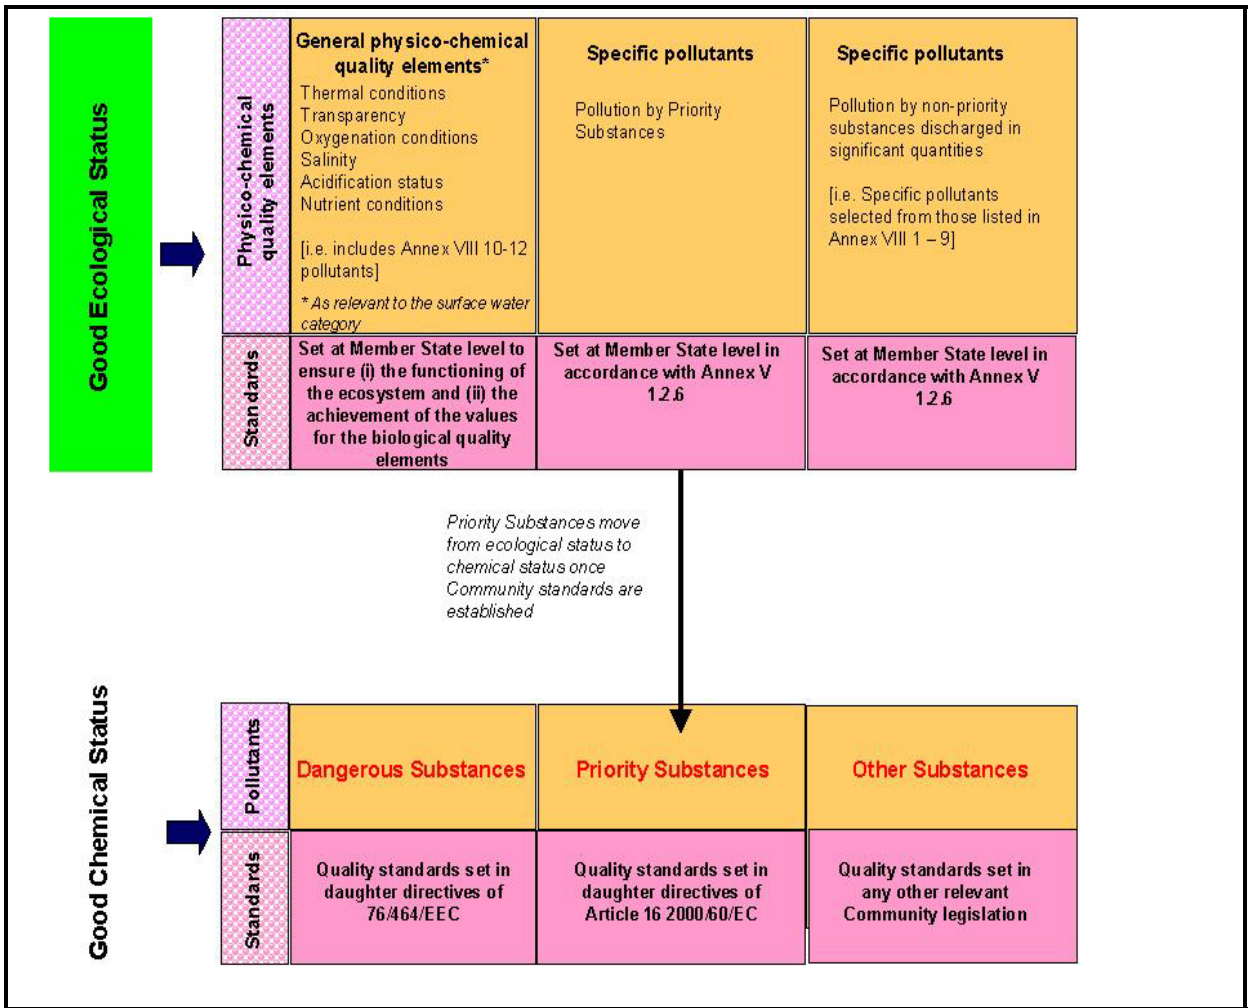 Good Ecological Status
Physico-chemical
quality elements
General physico-chemical
quality elements*
Thermal conditions
Transparency
Oxygenation conditions
Salinity
Acidification status
Nutrient conditions
[i.e. includes Annex VIII 10-12
pollutants]
* As relevant to the surface water
category
Specific pollutants
Pollution by Priority
Substances
Specific pollutants
Pollution by non-priority
substances discharged in
significant quantities
[i.e. Specific pollutants
selected from those listed in
Annex VIII 1 – 9]
Standards
Set at Member State level to
ensure (i) the functioning of
the ecosystem and (ii) the
achievement of the values
for the biological quality
elements
Set at Member State level in
accordance with Annex V
1.2.6
Set at Member State level in
accordance with Annex V
1.2.6
Priority Substances move
from ecological status to
chemical status once
Community standards are
established
Good Chemical Status
Pollutants
Dangerous Substances
Priority Substances
Other Substances
Standards
Quality standards set in
daughter directives of
76/464/EEC
Quality standards set in
daughter directives of
Article 16 2000/60/EC
Quality standards set in
any other relevant
Community legislation